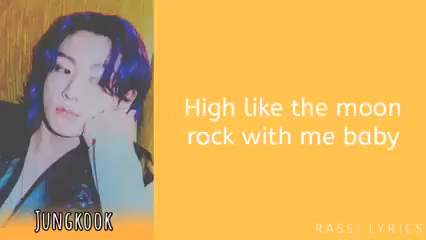 High like the moon
rock with me baby
JUNGKOOK
RASSI LYRICS